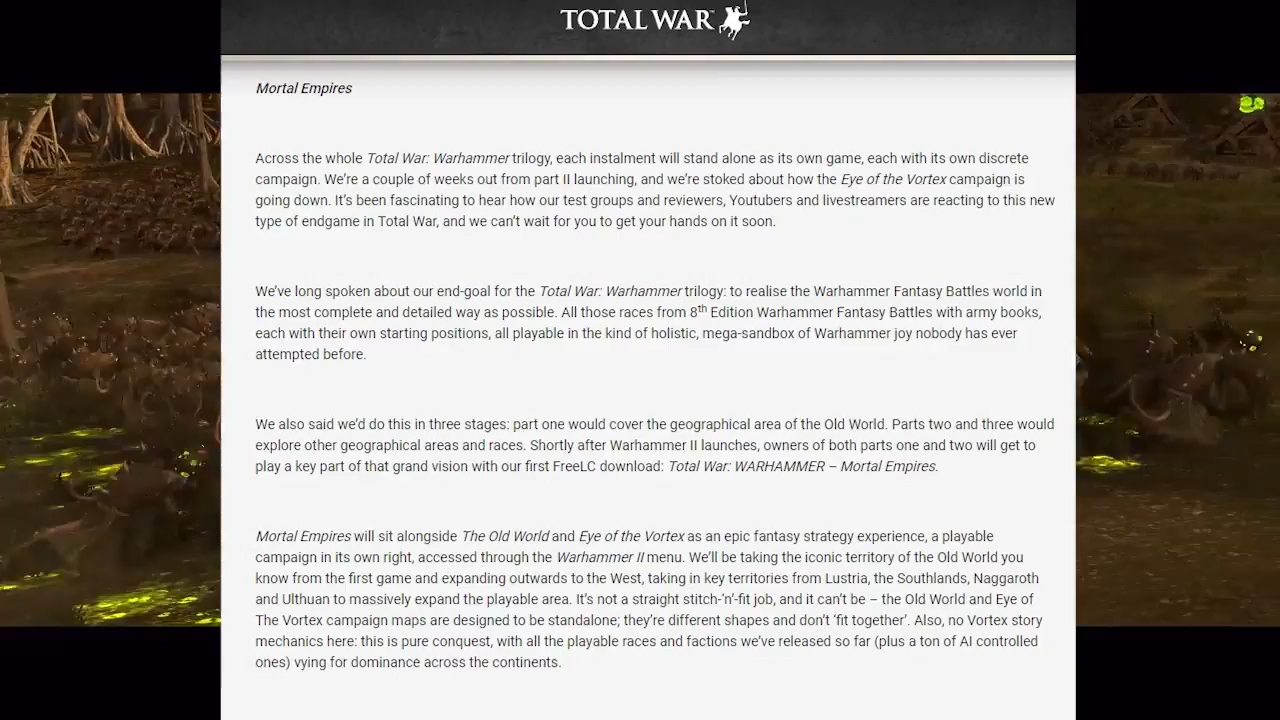 TOTAL WAR
Mortal Empires
Across the whole Total War: Warhammer trilogy, each instalment will stand alone as its own game, each with its own discrete
campaign. We’re a couple of weeks out from part II launching, and we’re stoked about how the Eye of the Vortex campaign is
going down. It’s been fascinating to hear how our test groups and reviewers, Youtubers and livestreamers are reacting to this new
type of endgame in Total War, and we can’t wait for you to get your hands on it soon.
We’ve long spoken about our end-goal for the Total War: Warhammer trilogy: to realise the Warhammer Fantasy Battles world in
the most complete and detailed way as possible. All those races from 8th Edition Warhammer Fantasy Battles with army books,
each with their own starting positions, all playable in the kind of holistic, mega-sandbox of Warhammer joy nobody has ever
attempted before.
We also said we’d do this in three stages: part one would cover the geographical area of the Old World. Parts two and three would
explore other geographical areas and races. Shortly after Warhammer II launches, owners of both parts one and two will get to
play a key part of that grand vision with our first FreeLC download: Total War: WARHAMMER – Mortal Empires.
Mortal Empires will sit alongside The Old World and Eye of the Vortex as an epic fantasy strategy experience, a playable
campaign in its own right, accessed through the Warhammer II menu. We’ll be taking the iconic territory of the Old World you
know from the first game and expanding outwards to the West, taking in key territories from Lustria, the Southlands, Naggaroth
and Ulthuan to massively expand the playable area. It’s not a straight stitch-‘n’-fit job, and it can’t be – the Old World and Eye of
The Vortex campaign maps are designed to be standalone; they’re different shapes and don’t ‘fit together’. Also, no Vortex story
mechanics here: this is pure conquest, with all the playable races and factions we’ve released so far (plus a ton of AI controlled
ones) vying for dominance across the continents.